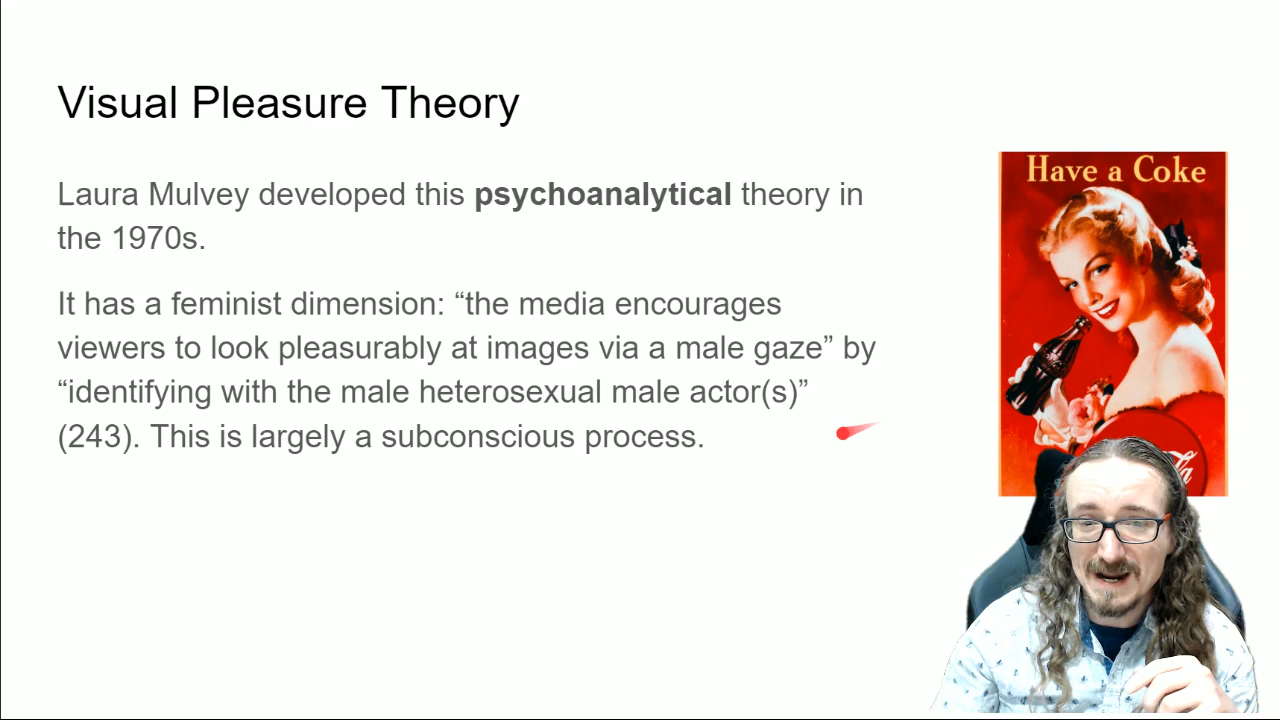 Visual Pleasure Theory
Laura Mulvey developed this psychoanalytical theory in
the 1970s.
It has a feminist dimension: “the media encourages
viewers to look pleasurably at images via a male gaze” by
“identifying with the male heterosexual male actor(s)”
(243). This is largely a subconscious process.
Have a Coke